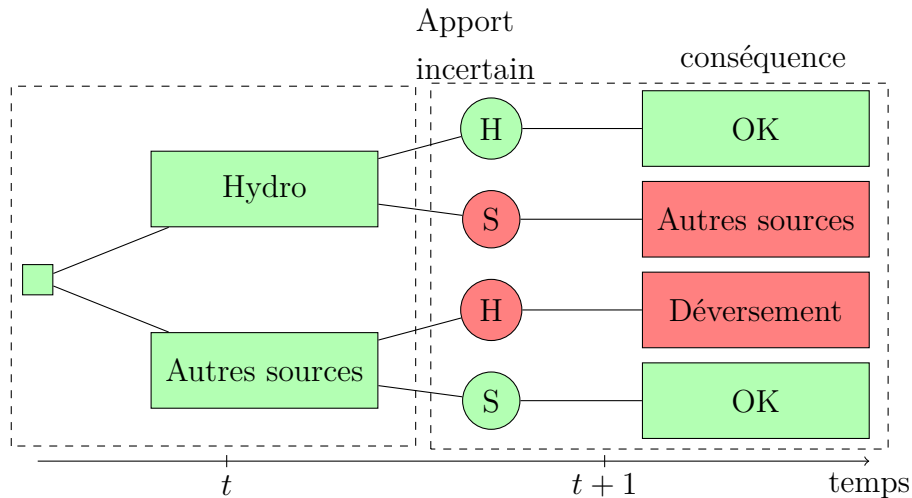 Apport
incertain
conséquence
H
OK
Hydro
S
Autres sources
H
Déversement
Autres sources
S
OK
t
t + 1
temps